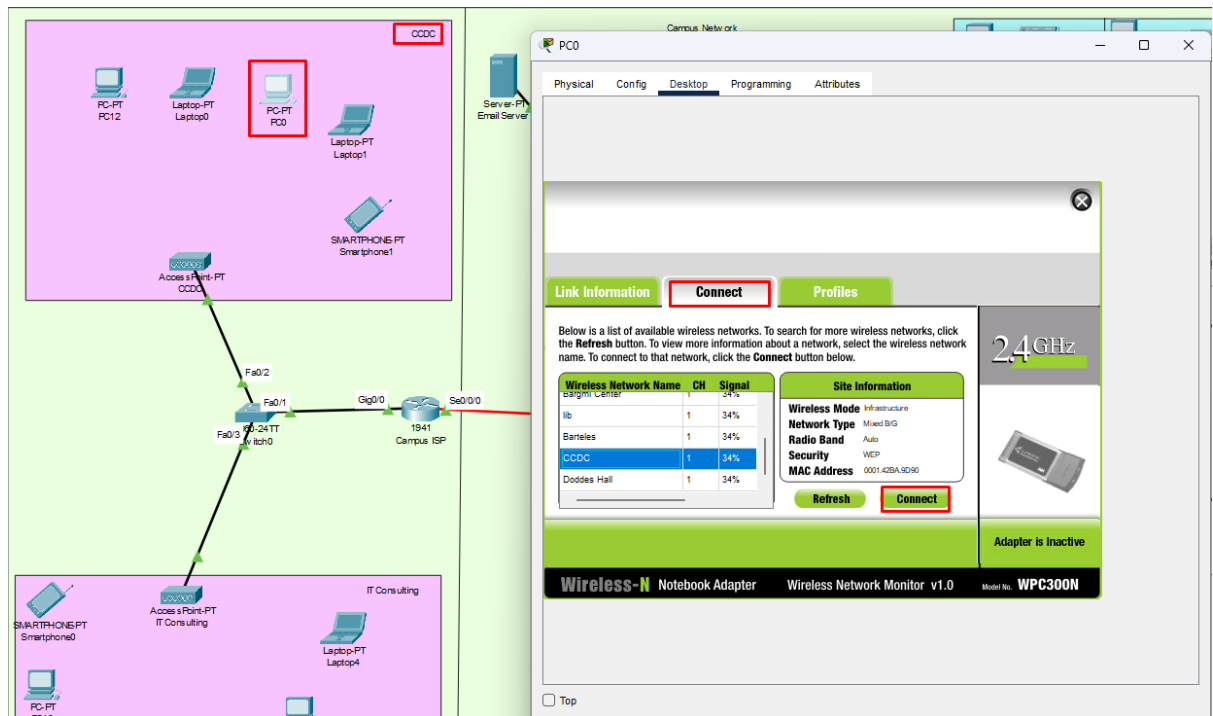 CCDC
PC-PT
PC12
Laptop-PT
Laptop0
PC-PT
PC0
Laptop-PT
Laptop1
SMARTPHONE-PT
Smartphone1
AccessPoint-PT
CCDC
Fa0/2
Fa0/1
Gig0/0
Se0/0/0
Fa0/3
60-24TT
witch0
1941
Campus ISP
AccessPoint-PT
IT Consulting
IT Consulting
SMARTPHONE-PT
Smartphone0
Laptop-PT
Laptop4
PC-PT
Campus Network
Server-PT
Email Server
PC0
Physical Config Desktop Programming Attributes
Link Information Connect Profiles
Below is a list of available wireless networks. To search for more wireless networks, click
the Refresh button. To view more information about a network, select the wireless network
name. To connect to that network, click the Connect button below.
Wireless Network Name CH Signal
Bargmi Center 1 34%
lib 1 34%
Barteles 1 34%
CCDC 1 34%
Doddes Hall 1 34%
Site Information
Wireless Mode Infrastructure
Network Type Mixed B/G
Radio Band Auto
Security WEP
MAC Address 0001.42BA.9D90
Refresh Connect
2,4GHz
Adapter is Inactive
Wireless-N Notebook Adapter Wireless Network Monitor v1.0 Model No. WPC300N
Top